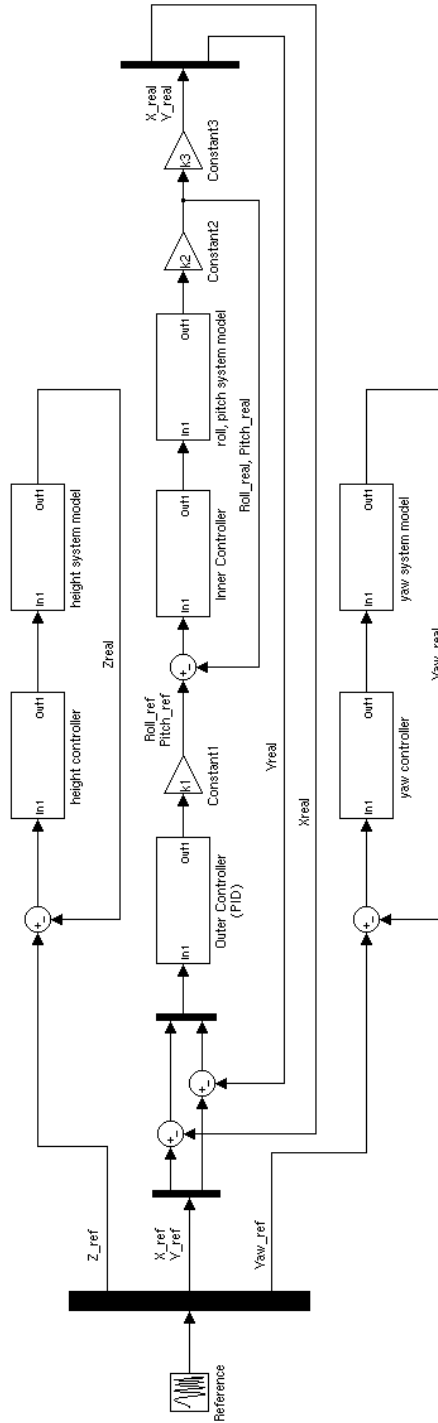 Reference
Z_ref
X_ref
Y_ref
Yaw_ref
+
-
In1
Out1
height controller
In1
Out1
height system model
Zreal
+
-
+
-
In1
Out1
Outer Controller
(PID)
k1
Constant1
Roll_ref
Pitch_ref
+
-
In1
Out1
Inner Controller
In1
Out1
roll, pitch system model
k2
Constant2
k3
Constant3
X_real
Y_real
Roll_real, Pitch_real
Yreal
Xreal
+
-
In1
Out1
yaw controller
In1
Out1
yaw system model
Yaw_real